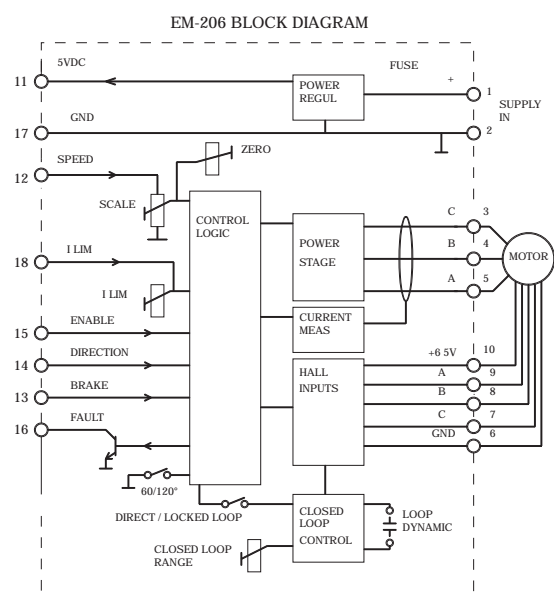 EM-206 BLOCK DIAGRAM
11 5VDC
POWER
REGUL
FUSE
+ 1
SUPPLY
IN
2
17 GND
12 SPEED
ZERO
SCALE
CONTROL
LOGIC
18 I LIM
I LIM
POWER
STAGE
C 3
B 4
A 5
MOTOR
CURRENT
MEAS
15 ENABLE
14 DIRECTION
13 BRAKE
16 FAULT
HALL
INPUTS
+6 5V 10
A 9
B 8
C 7
GND 6
60/120°
DIRECT / LOCKED LOOP
CLOSED
LOOP
CONTROL
LOOP
DYNAMIC
CLOSED LOOP
RANGE